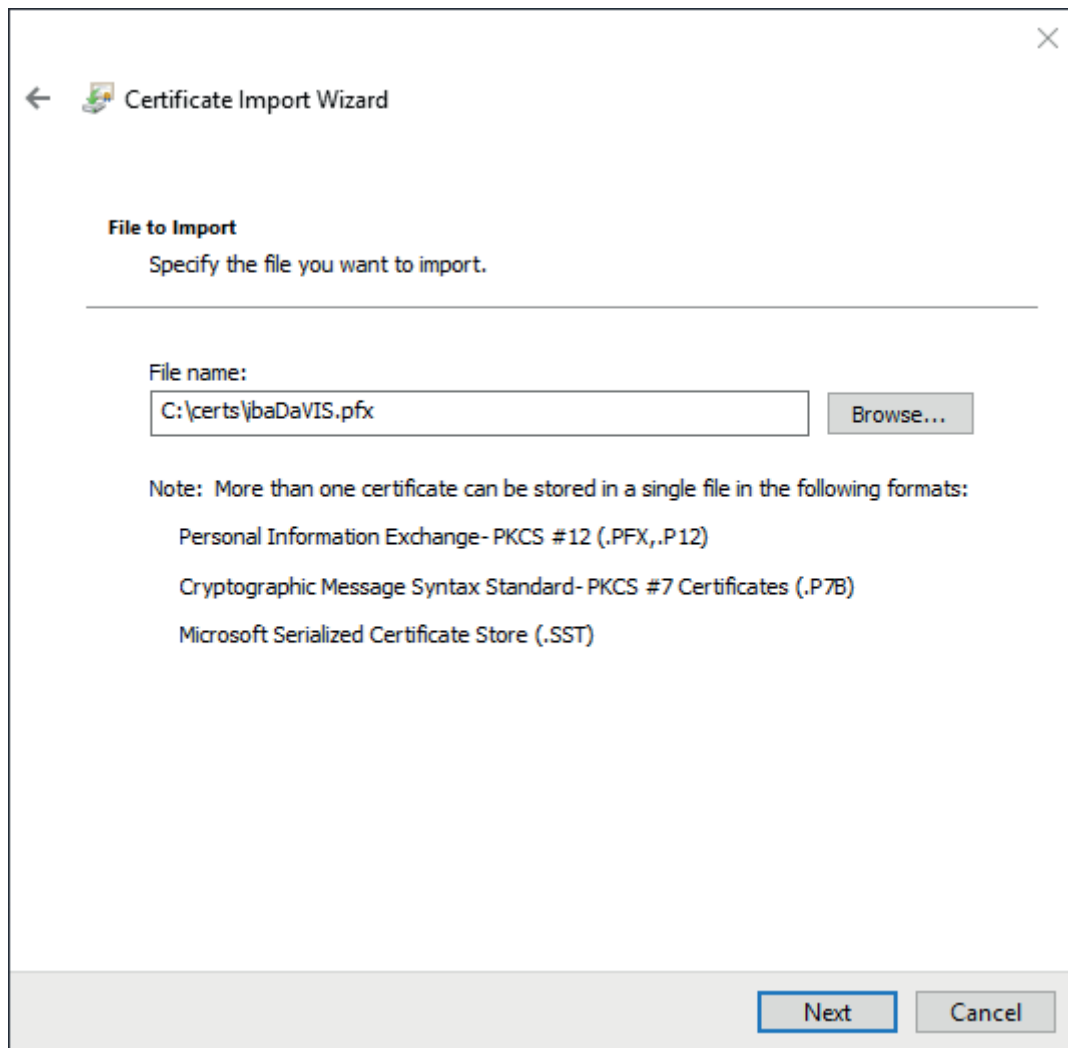 Certificate Import Wizard
File to Import
Specify the file you want to import.
File name:
C:\certs\ibaDaVIS.pfx
Browse...
Note:  More than one certificate can be stored in a single file in the following formats:
Personal Information Exchange- PKCS #12 (.PFX,.P12)
Cryptographic Message Syntax Standard- PKCS #7 Certificates (.P7B)
Microsoft Serialized Certificate Store (.SST)
Next
Cancel